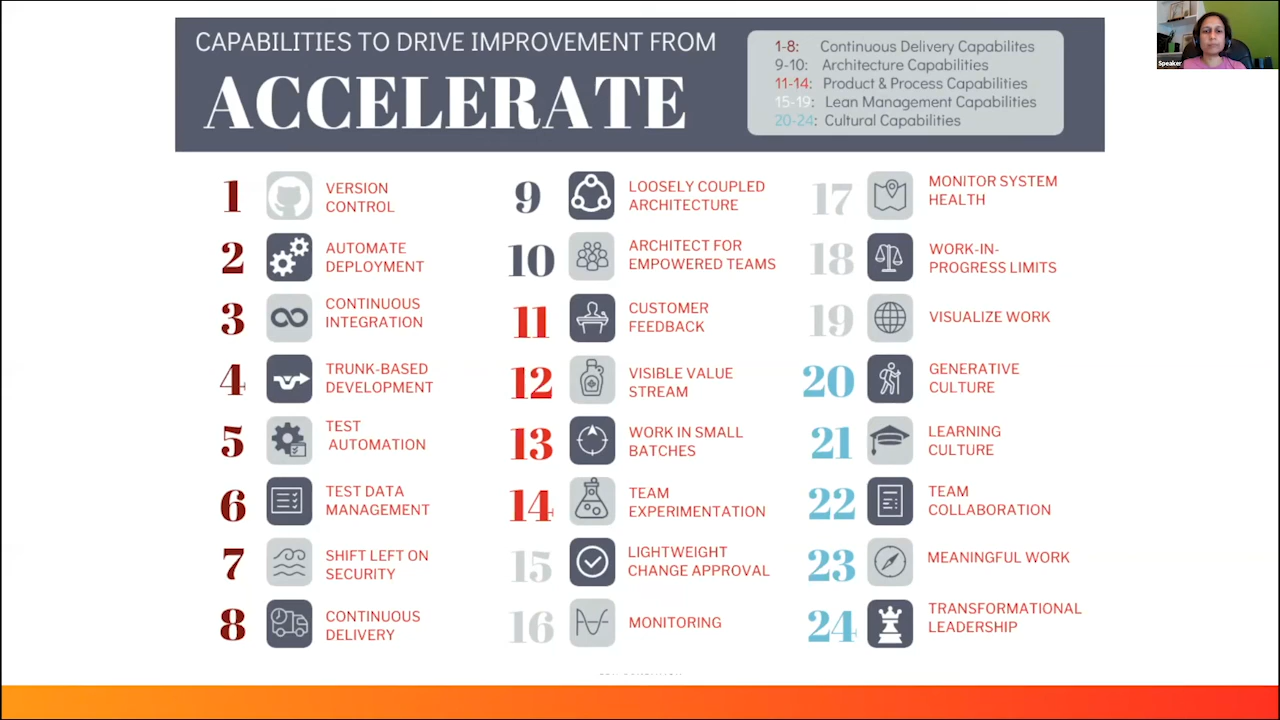 CAPABILITIES TO DRIVE IMPROVEMENT FROM
ACCELERATE
1-8: Continuous Delivery Capabilites
9-10: Architecture Capabilities
11-14: Product & Process Capabilities
15-19: Lean Management Capabilities
20-24: Cultural Capabilities
Speaker
1
VERSION
CONTROL
2
AUTOMATE
DEPLOYMENT
3
CONTINUOUS
INTEGRATION
4
TRUNK-BASED
DEVELOPMENT
5
TEST
AUTOMATION
6
TEST DATA
MANAGEMENT
7
SHIFT LEFT ON
SECURITY
8
CONTINUOUS
DELIVERY
9
LOOSELY COUPLED
ARCHITECTURE
10
ARCHITECT FOR
EMPOWERED TEAMS
11
CUSTOMER
FEEDBACK
12
VISIBLE VALUE
STREAM
13
WORK IN SMALL
BATCHES
14
TEAM
EXPERIMENTATION
15
LIGHTWEIGHT
CHANGE APPROVAL
16
MONITORING
17
MONITOR SYSTEM
HEALTH
18
WORK-IN-
PROGRESS LIMITS
19
VISUALIZE WORK
20
GENERATIVE
CULTURE
21
LEARNING
CULTURE
22
TEAM
COLLABORATION
23
MEANINGFUL WORK
24
TRANSFORMATIONAL
LEADERSHIP